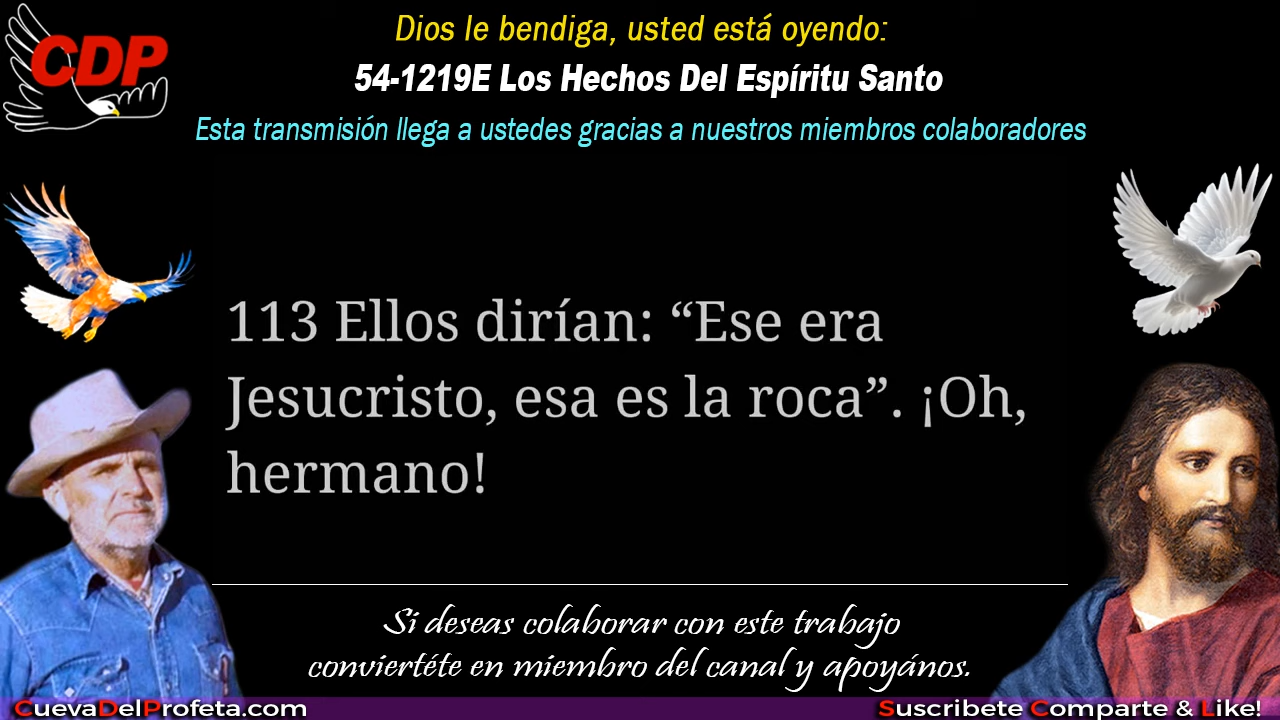 CDP
Dios le bendiga, usted está oyendo:
54-1219E Los Hechos Del Espíritu Santo
Esta transmisión llega a ustedes gracias a nuestros miembros colaboradores
113 Ellos dirían: “Ese era
Jesucristo, esa es la roca”. ¡Oh,
hermano!
Si deseas colaborar con este trabajo
conviertéte en miembro del canal y apoyános.
CuevaDelProfeta.com
Suscribete Comparte & Like!